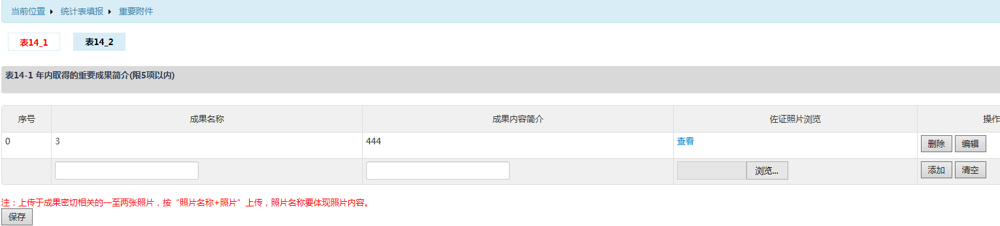 当前位置 统计表填报 重要附件
表14_1 表14_2
表14-1 年内取得的重要成果简介(限5项以内)
序号 成果名称 成果内容简介 佐证照片浏览 操作
0 3 444 查看 删除 编辑
浏览... 添加 清空
注：上传于成果密切相关的一至两张照片，按“照片名称+照片”上传，照片名称要体现照片内容。
保存